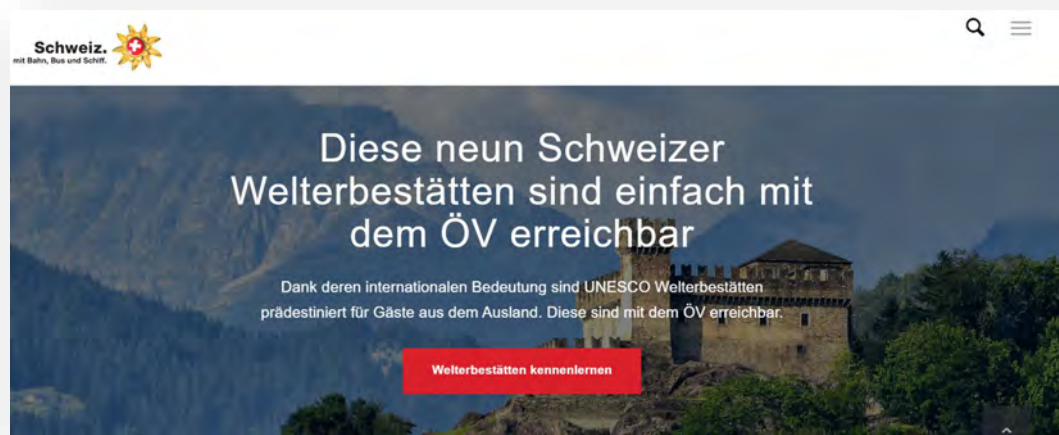 Schweiz.
mit Bahn, Bus und Schiff.
Diese neun Schweizer
Welterbestätten sind einfach mit
dem ÖV erreichbar
Dank deren internationalen Bedeutung sind UNESCO Welterbestätten
prädestiniert für Gäste aus dem Ausland. Diese sind mit dem ÖV erreichbar.
Welterbestätten kennenlernen